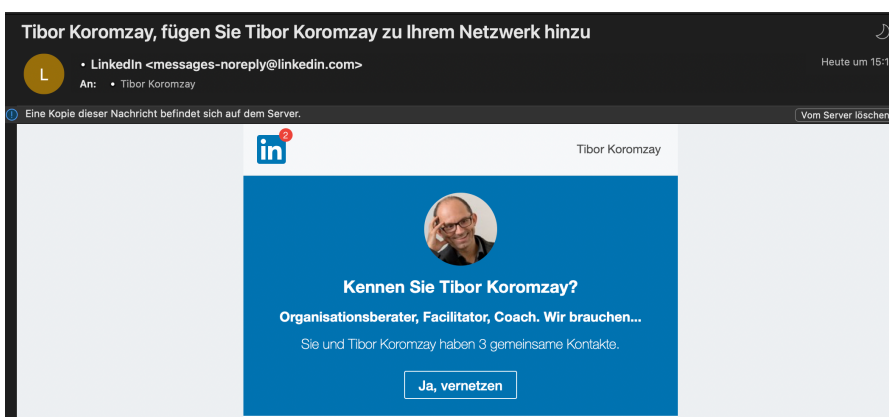 Tibor Koromzay, fügen Sie Tibor Koromzay zu Ihrem Netzwerk hinzu
L
• LinkedIn <messages-noreply@linkedin.com>
Heute um 15:1
An: • Tibor Koromzay
Eine Kopie dieser Nachricht befindet sich auf dem Server.
Vom Server löschen
in 2
Tibor Koromzay
Kennen Sie Tibor Koromzay?
Organisationsberater, Facilitator, Coach. Wir brauchen...
Sie und Tibor Koromzay haben 3 gemeinsame Kontakte.
Ja, vernetzen